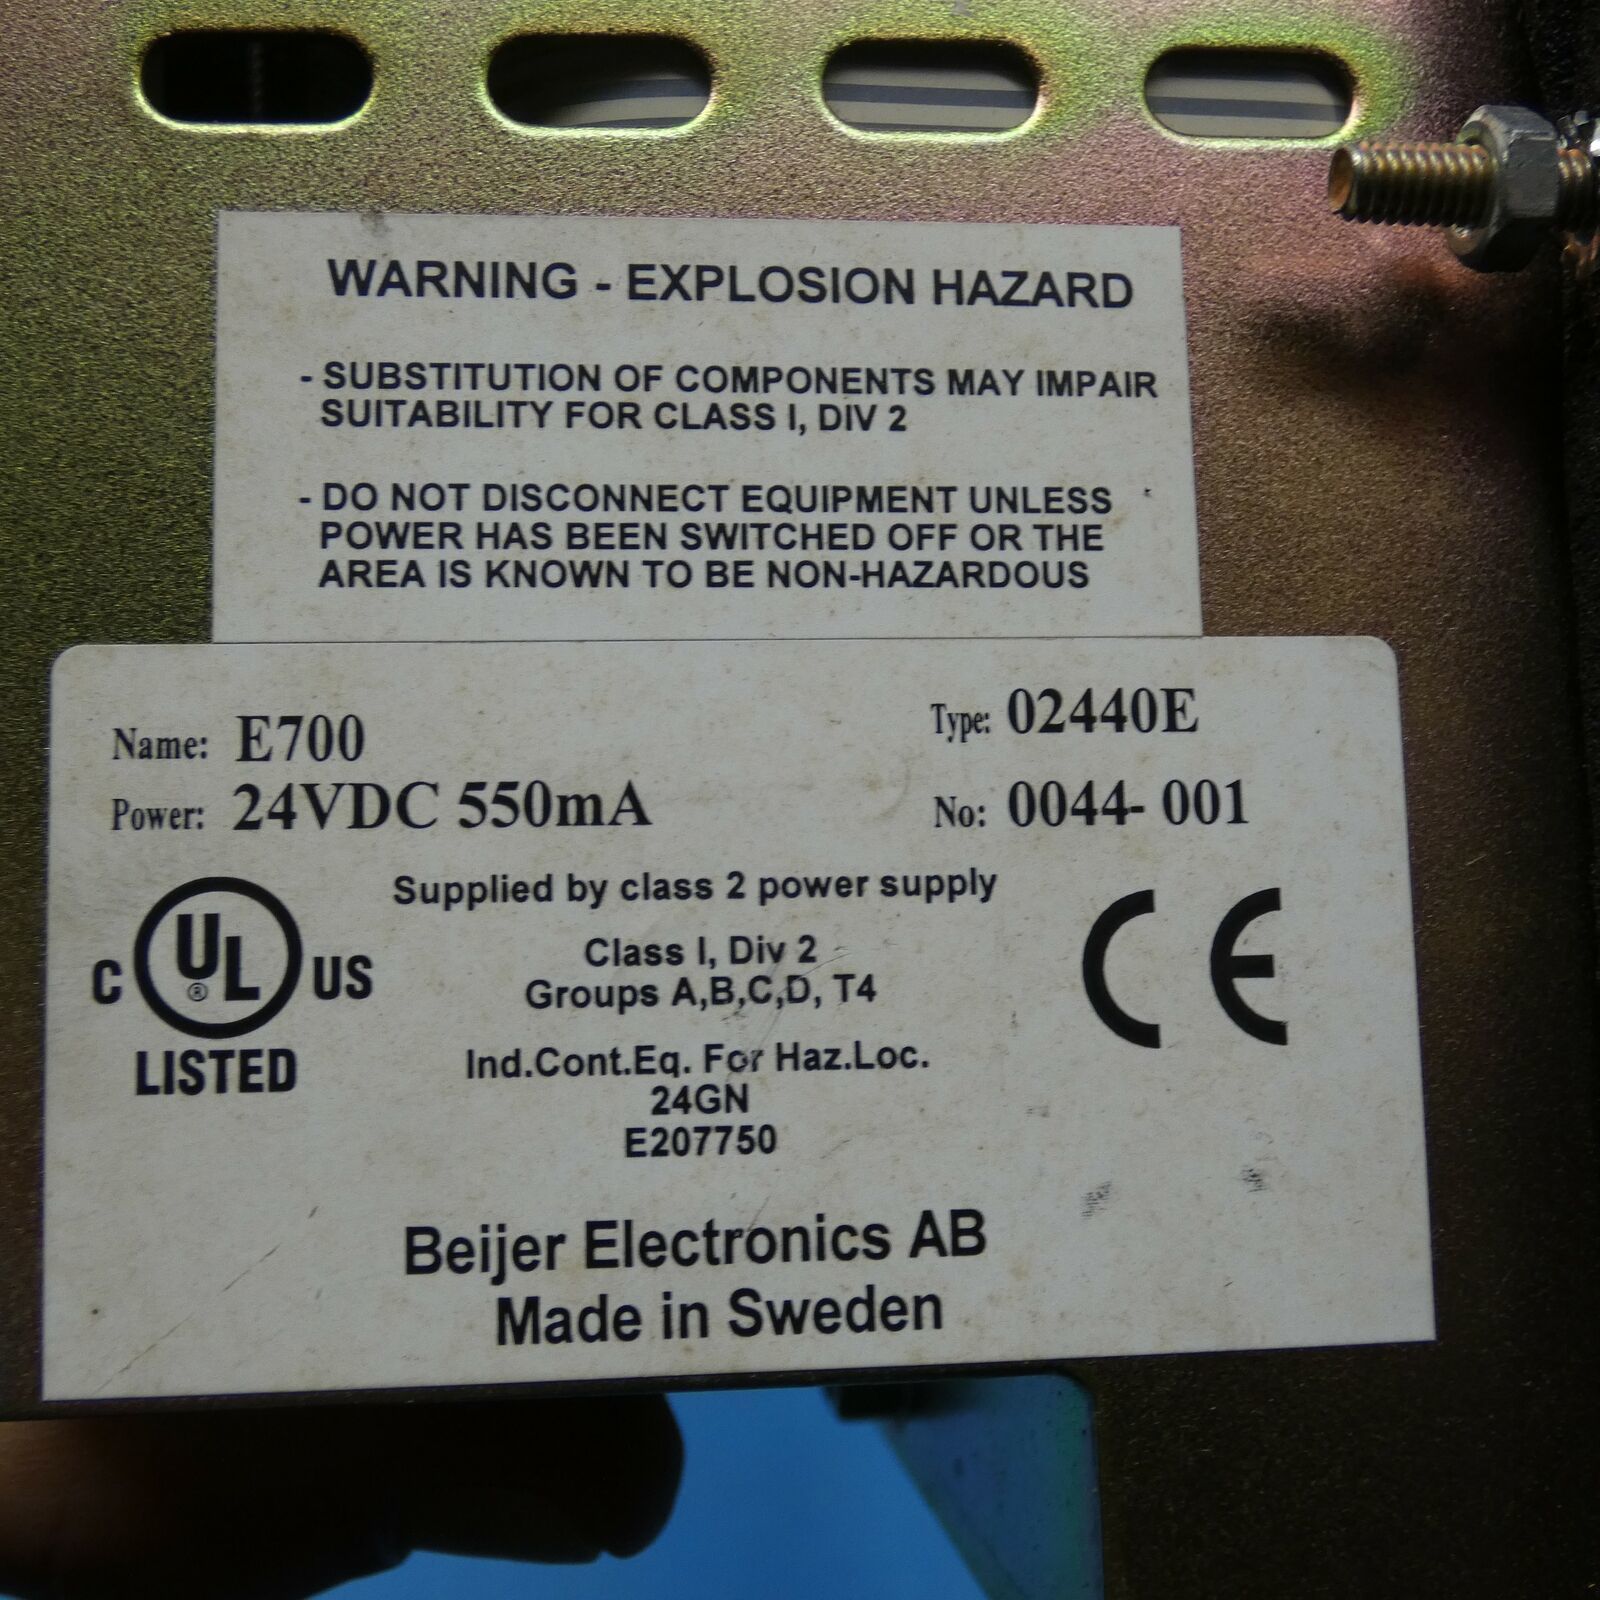 WARNING - EXPLOSION HAZARD
- SUBSTITUTION OF COMPONENTS MAY IMPAIR
SUITABILITY FOR CLASS I, DIV 2
- DO NOT DISCONNECT EQUIPMENT UNLESS
POWER HAS BEEN SWITCHED OFF OR THE
AREA IS KNOWN TO BE NON-HAZARDOUS
Name: E700
Type: 02440E
Power: 24VDC 550mA
No: 0044- 001
Supplied by class 2 power supply
Class I, Div 2
Groups A,B,C,D, T4
C UL ® US
LISTED
CE
Ind.Cont.Eq. For Haz.Loc.
24GN
E207750
Beijer Electronics AB
Made in Sweden